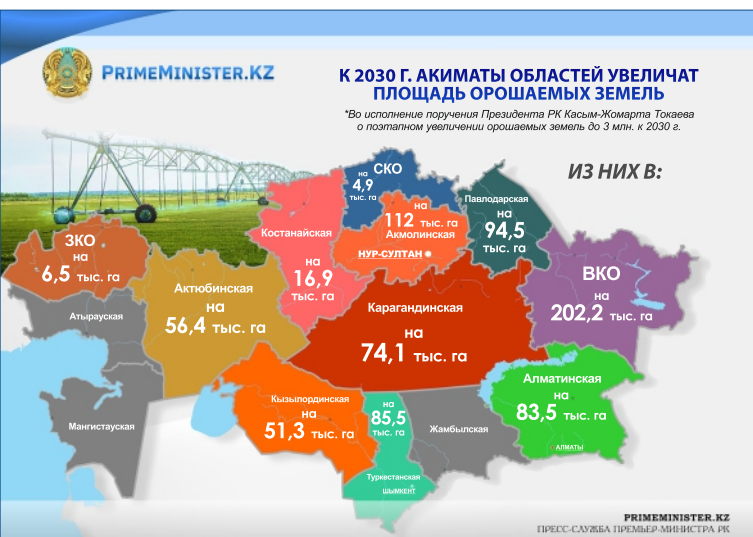 PRIMEMINISTER.KZ
К 2030 Г. АКИМАТЫ ОБЛАСТЕЙ УВЕЛИЧАТ
ПЛОЩАДЬ ОРОШАЕМЫХ ЗЕМЕЛЬ
*Во исполнение поручения Президента РК Касым-Жомарта Токаева
о поэтапном увеличении орошаемых земель до 3 млн. к 2030 г.
ИЗ НИХ В:
СКО
на
4,9
тыс. га
на
112 тыс. га
Акмолинская
НУР-СУЛТАН
Павлодарская
на
94,5
тыс. га
Костанайская
на
16,9
тыс. га
ЗКО
на
6,5 тыс. га
Актюбинская
на
56,4 тыс. га
Карагандинская
на
74,1 тыс. га
ВКО
на
202,2 тыс. га
Атырауская
Мангистауская
Кызылординская
на
51,3 тыс. га
на
85,5
тыс. га
Туркестанская
ШЫМКЕНТ
Жамбылская
Алматинская
на
83,5 тыс. га
АЛМАТЫ
PRIMEMINISTER.KZ
ПРЕСС-СЛУЖБА ПРЕМЬЕР-МИНИСТРА РК